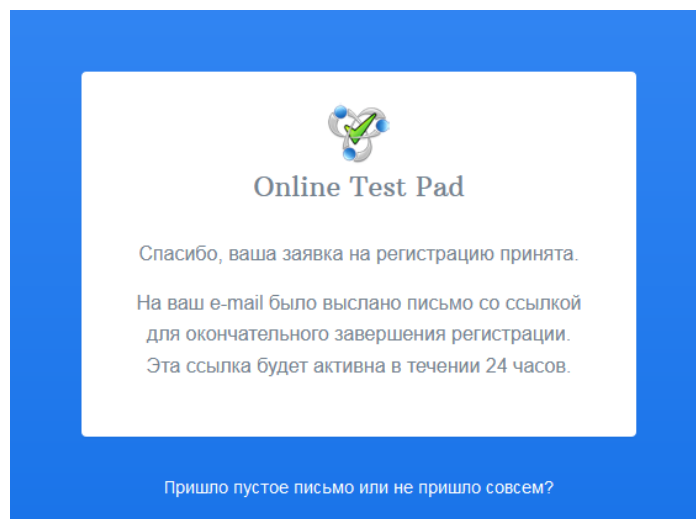 Online Test Pad
Спасибо, ваша заявка на регистрацию принята.
На ваш e-mail было выслано письмо со ссылкой
для окончательного завершения регистрации.
Эта ссылка будет активна в течении 24 часов.
Пришло пустое письмо или не пришло совсем?